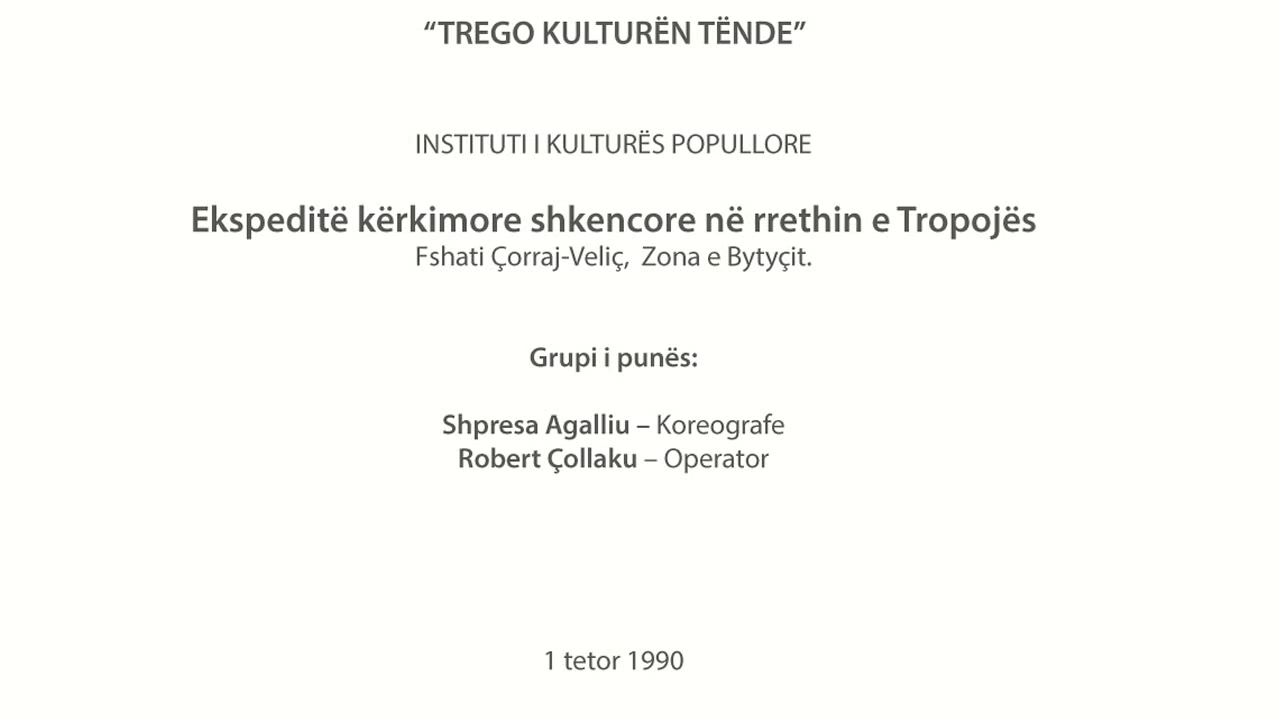 “TREGO KULTURËN TËNDE”
INSTITUTI I KULTURËS POPULLORE
Ekspeditë kërkimore shkencore në rrethin e Tropojës
Fshati Çorraj-Veliç, Zona e Bytyçit.
Grupi i punës:
Shpresa Agalliu – Koreografe
Robert Çollaku – Operator
1 tetor 1990